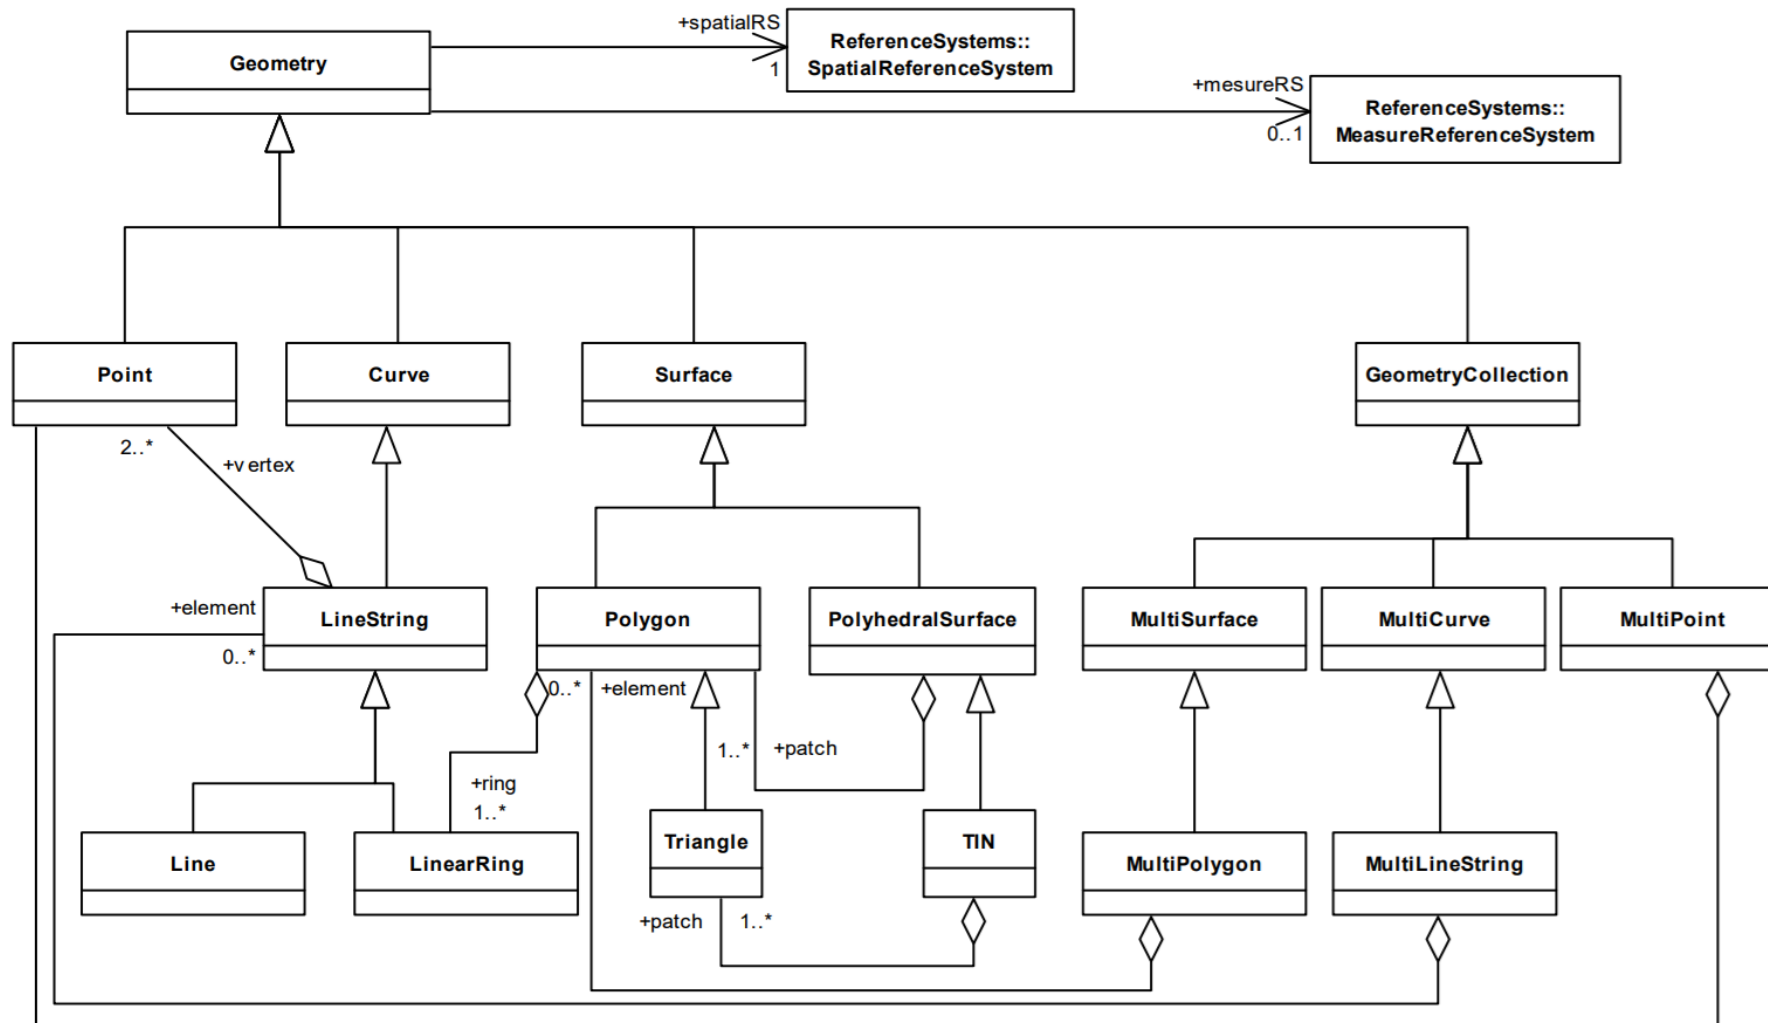 +spatialRS
ReferenceSystems::
SpatialReferenceSystem
Geometry
1
+mesureRS
ReferenceSystems::
MeasureReferenceSystem
0..1
Point
Curve
Surface
GeometryCollection
2..*
+vertex
+element
LineString
Polygon
PolyhedralSurface
MultiSurface
MultiCurve
MultiPoint
0..*
0..*
+element
1..*
+patch
+ring
1..*
Triangle
TIN
Line
LinearRing
MultiPolygon
MultiLineString
+patch
1..*